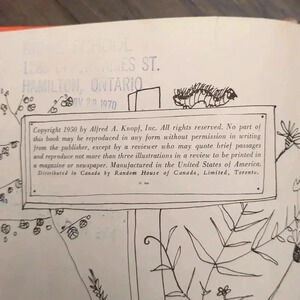 ST.
HAMILTON, ONTARIO
1970
Copyright 1950 by Alfred A. Knopf, Inc. All rights reserved. No part of
this book may be reproduced in any form without permission in writing
from the publisher, except by a reviewer who may quote brief passages
and reproduce not more than three illustrations in a review to be printed in
a magazine or newspaper. Manufactured in the United States of America.
Distributed in Canada by Random House of Canada, Limited, Toronto.